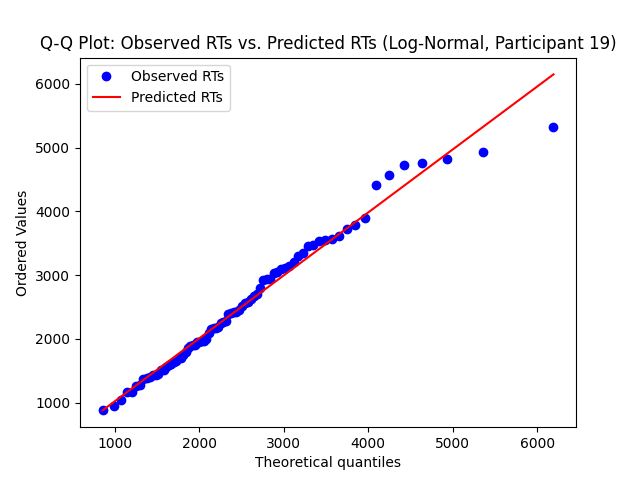 Q-Q Plot: Observed RTs vs. Predicted RTs (Log-Normal, Participant 19)
Observed RTs
Predicted RTs
Ordered Values
6000
5000
4000
3000
2000
1000
1000 2000 3000 4000 5000 6000
Theoretical quantiles